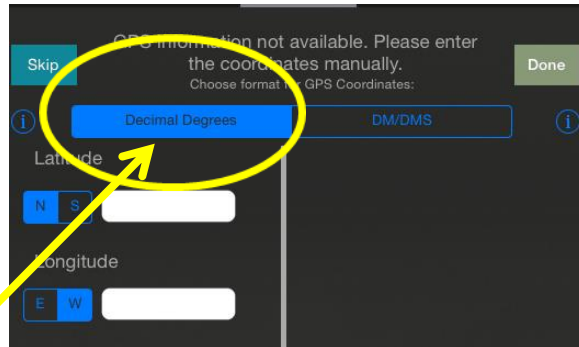 GPS information not available. Please enter
the coordinates manually.
Skip
Done
Choose format for GPS Coordinates:
i
Decimal Degrees
DM/DMS
i
Latitude
N S
Longitude
E W